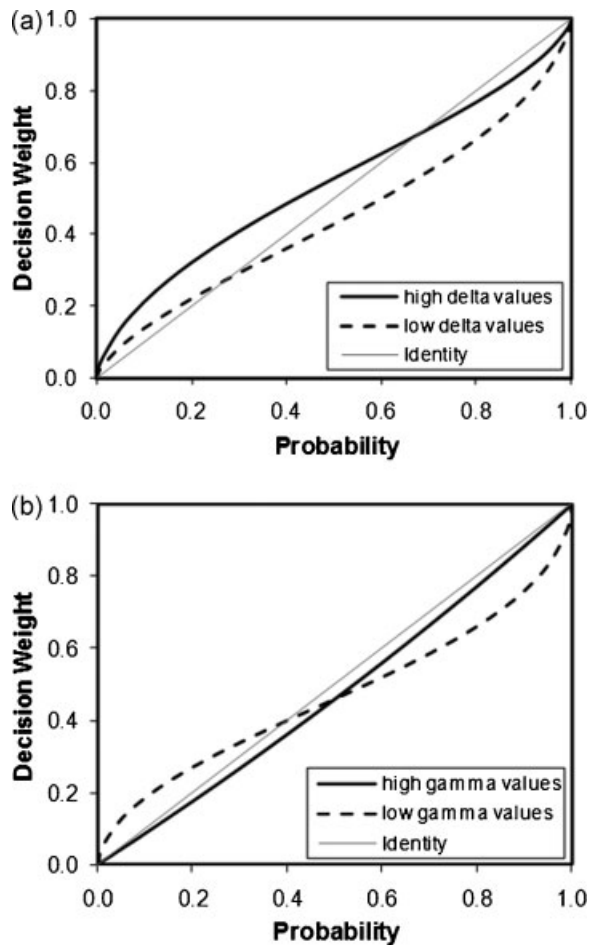 (a)
1.0
0.8
0.6
0.4
0.2
0.0
Decision Weight
high delta values
low delta values
Identity
0.0 0.2 0.4 0.6 0.8 1.0
Probability
(b)
1.0
0.8
0.6
0.4
0.2
0.0
Decision Weight
high gamma values
low gamma values
Identity
0.0 0.2 0.4 0.6 0.8 1.0
Probability